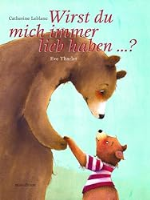 Catherine Leblanc
Wirst du
mich immer
lieb haben ...?
Eve Tharlet